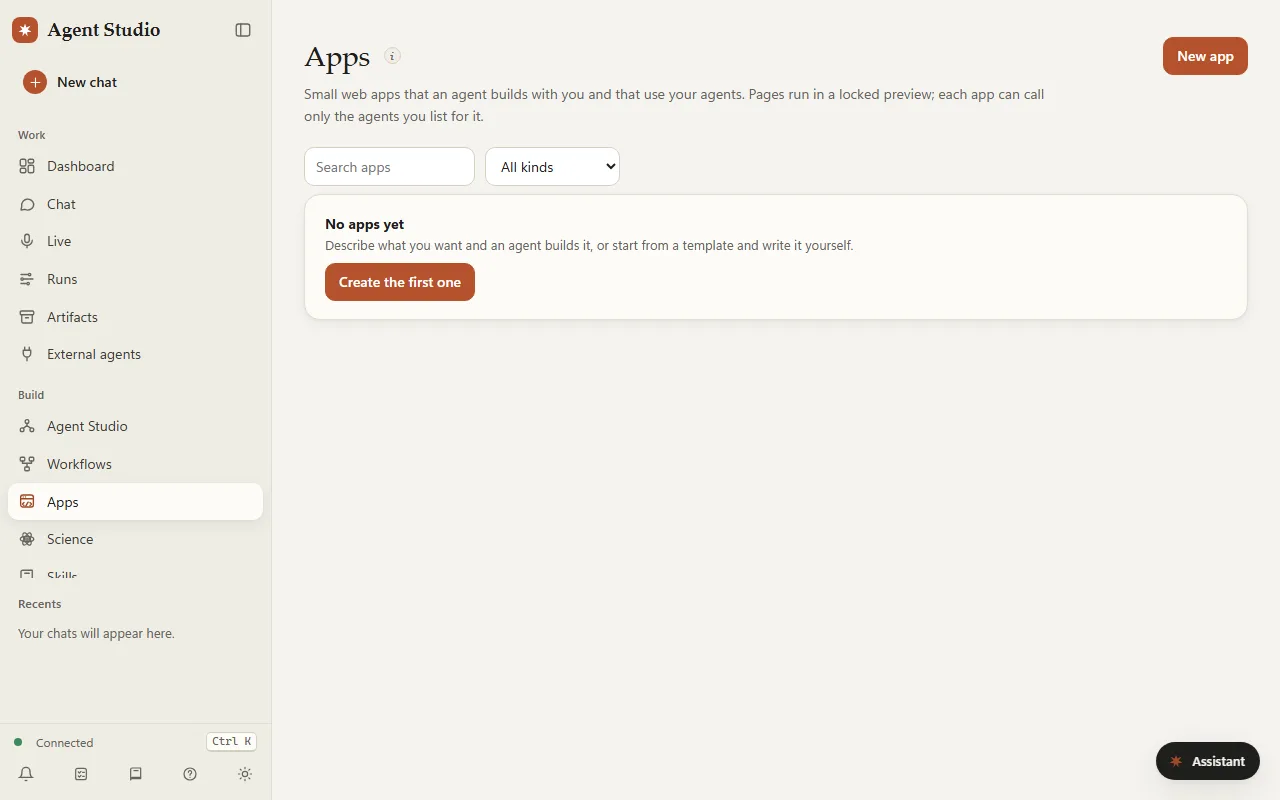 Agent Studio
New chat
Work
Dashboard
Chat
Live
Runs
Artifacts
External agents
Build
Agent Studio
Workflows
Apps
Science
Skills
Recents
Your chats will appear here.
Connected
Ctrl K
Apps
i
New app
Small web apps that an agent builds with you and that use your agents. Pages run in a locked preview; each app can call
only the agents you list for it.
Search apps
All kinds
No apps yet
Describe what you want and an agent builds it, or start from a template and write it yourself.
Create the first one
Assistant